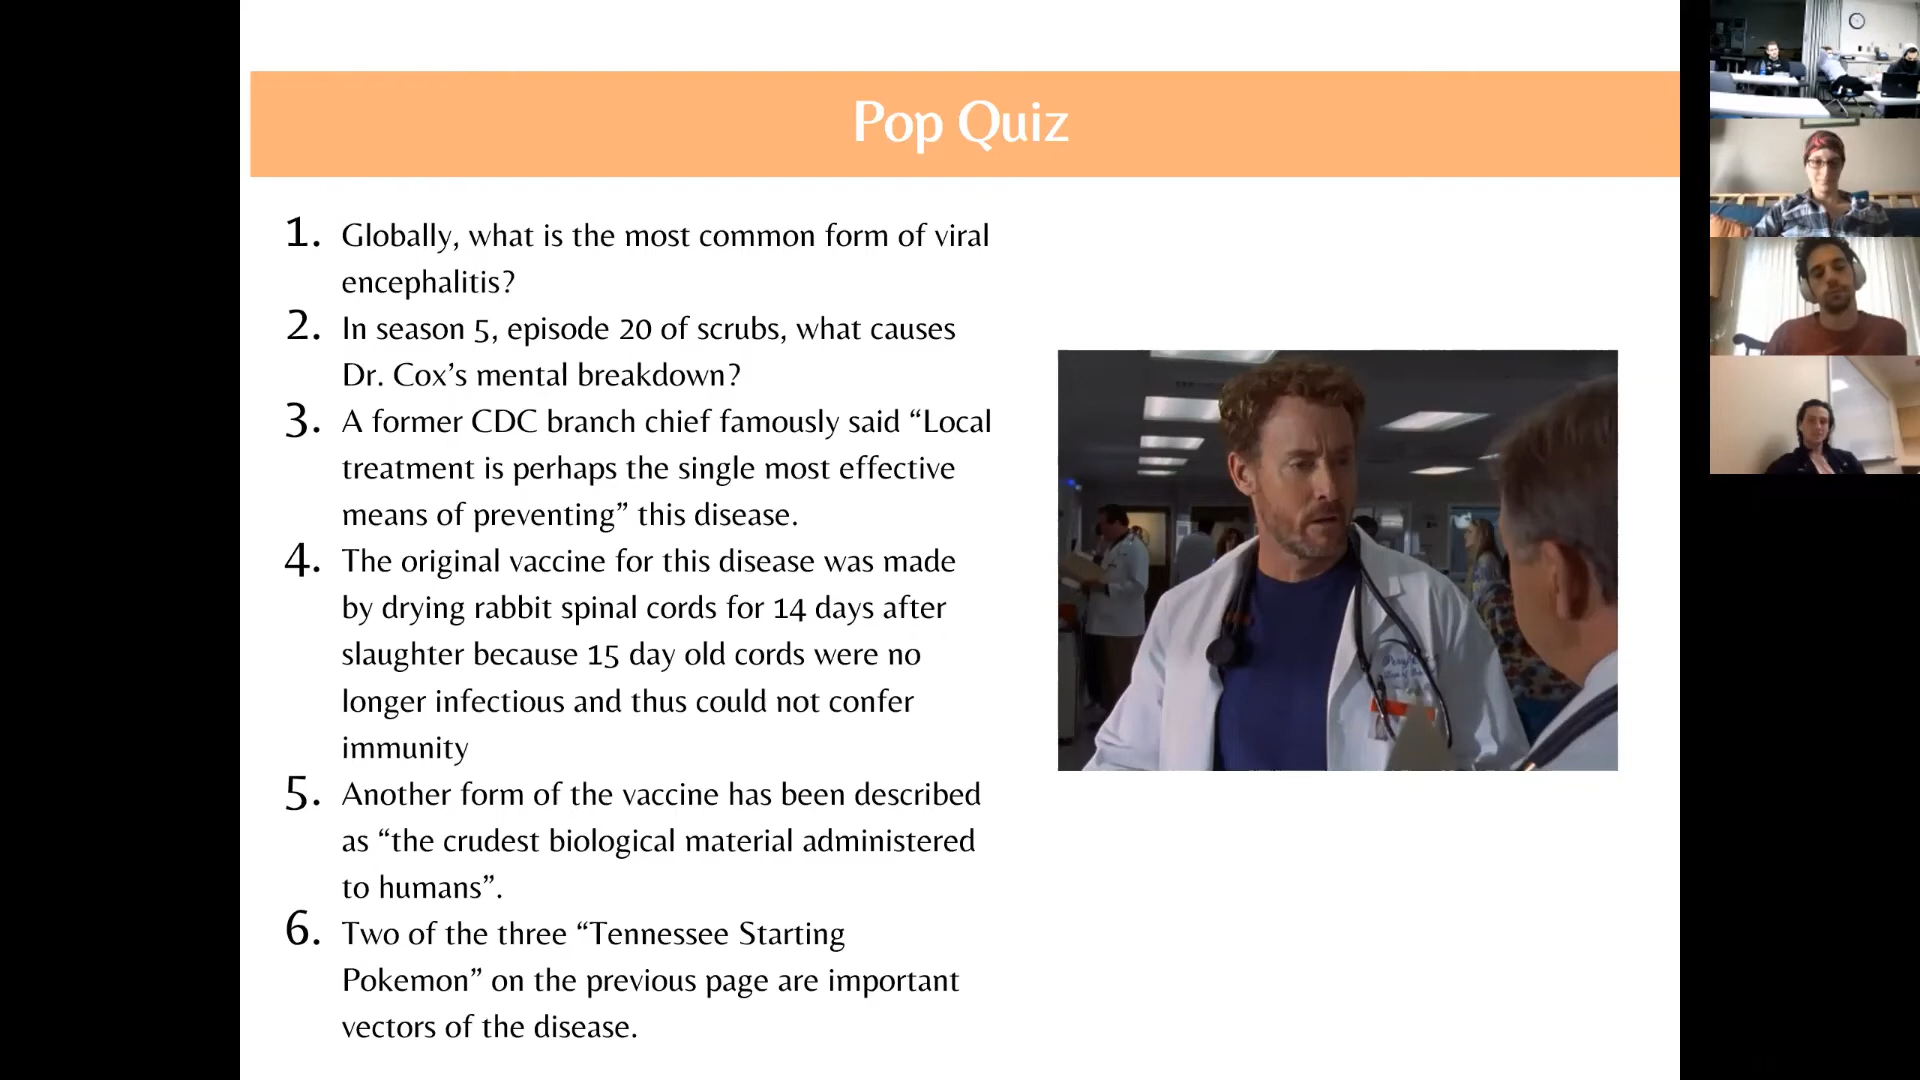 Pop Quiz
1. Globally, what is the most common form of viral
encephalitis?
2. In season 5, episode 20 of scrubs, what causes
Dr. Cox’s mental breakdown?
3. A former CDC branch chief famously said “Local
treatment is perhaps the single most effective
means of preventing” this disease.
4. The original vaccine for this disease was made
by drying rabbit spinal cords for 14 days after
slaughter because 15 day old cords were no
longer infectious and thus could not confer
immunity
5. Another form of the vaccine has been described
as “the crudest biological material administered
to humans”.
6. Two of the three “Tennessee Starting
Pokemon” on the previous page are important
vectors of the disease.